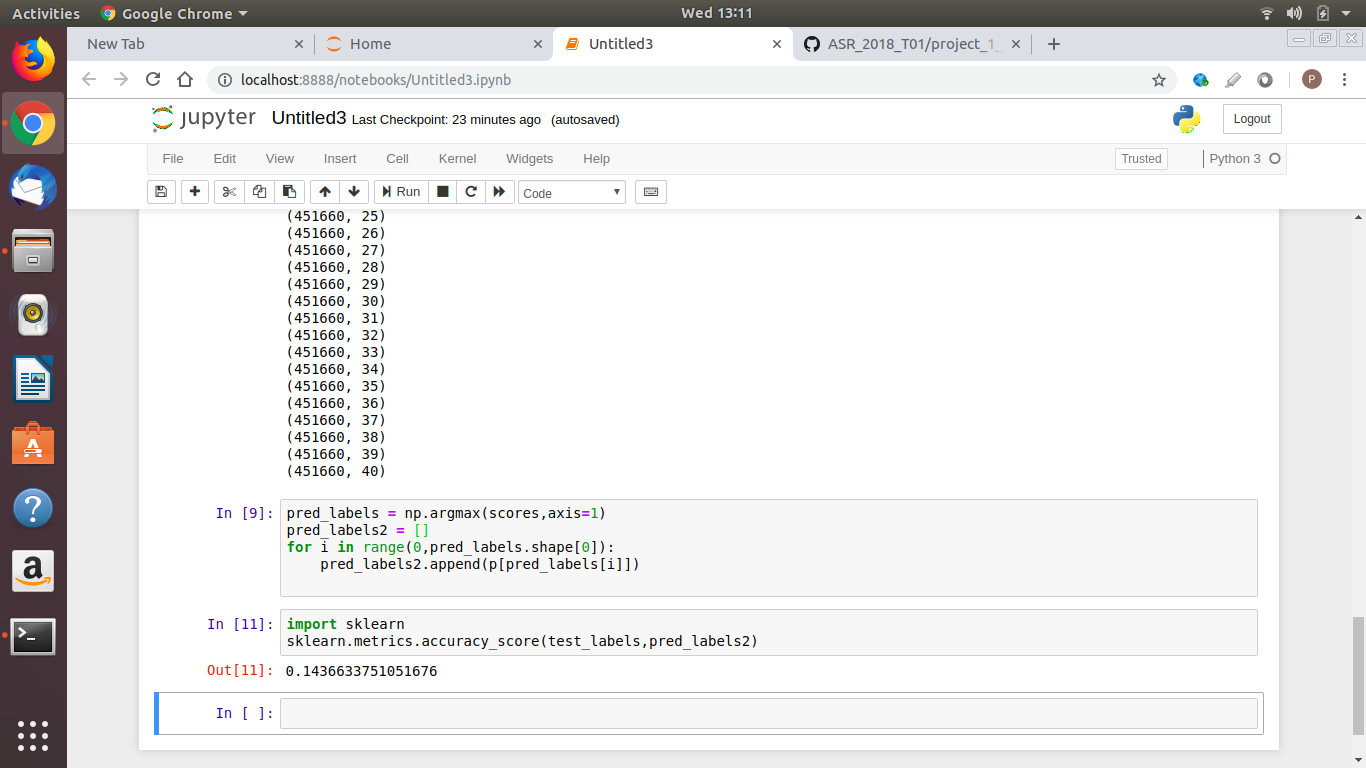 Activities
Google Chrome
Wed 13:11
New Tab
Home
Untitled3
ASR_2018_T01/project_1_
localhost:8888/notebooks/Untitled3.ipynb
P
jupyter Untitled3 Last Checkpoint: 23 minutes ago (autosaved)
Logout
File Edit View Insert Cell Kernel Widgets Help
Trusted
Python 3
Run
Code
(451660, 25)
(451660, 26)
(451660, 27)
(451660, 28)
(451660, 29)
(451660, 30)
(451660, 31)
(451660, 32)
(451660, 33)
(451660, 34)
(451660, 35)
(451660, 36)
(451660, 37)
(451660, 38)
(451660, 39)
(451660, 40)
In [9]: pred_labels = np.argmax(scores,axis=1)
pred_labels2 = []
for i in range(0,pred_labels.shape[0]):
    pred_labels2.append(p[pred_labels[i]])
In [11]: import sklearn
sklearn.metrics.accuracy_score(test_labels,pred_labels2)
Out[11]: 0.1436633751051676
In [ ]: